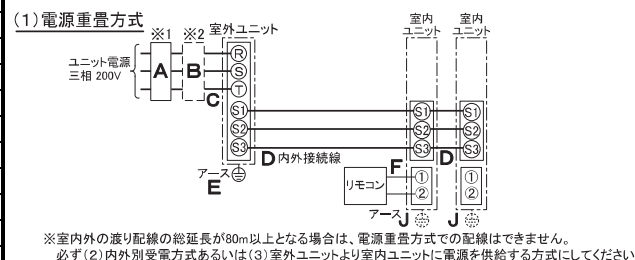 (1)電源重畳方式
※1 ※2 室外ユニット 室内ユニット 室内ユニット
ユニット電源
三相 200V
A B C
R
S
T
S1 S1 S1
S2 S2 S2
S3 S3 S3
D 内外接続線 D
アース
E
F
リモコン
① ①
② ②
アース J J
※室内外の渡り配線の総延長が80m以上となる場合は、電源重畳方式での配線はできません。
必ず(2)内外別受電方式あるいは(3)室外ユニットより室内ユニットに電源を供給する方式にしてください